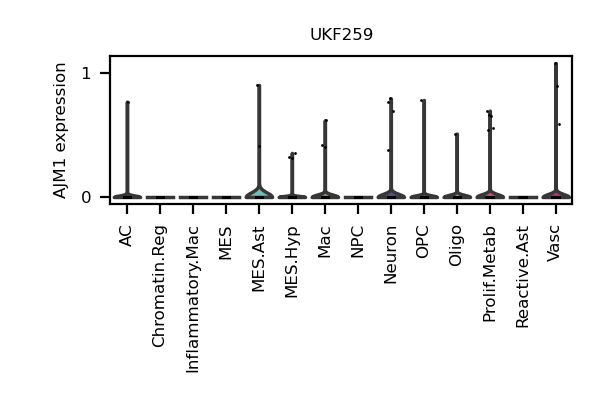 UKF259
AJM1 expression
1
0
AC
Chromatin.Reg
Inflammatory.Mac
MES
MES.Ast
MES.Hyp
Mac
NPC
Neuron
OPC
Oligo
Prolif.Metab
Reactive.Ast
Vasc